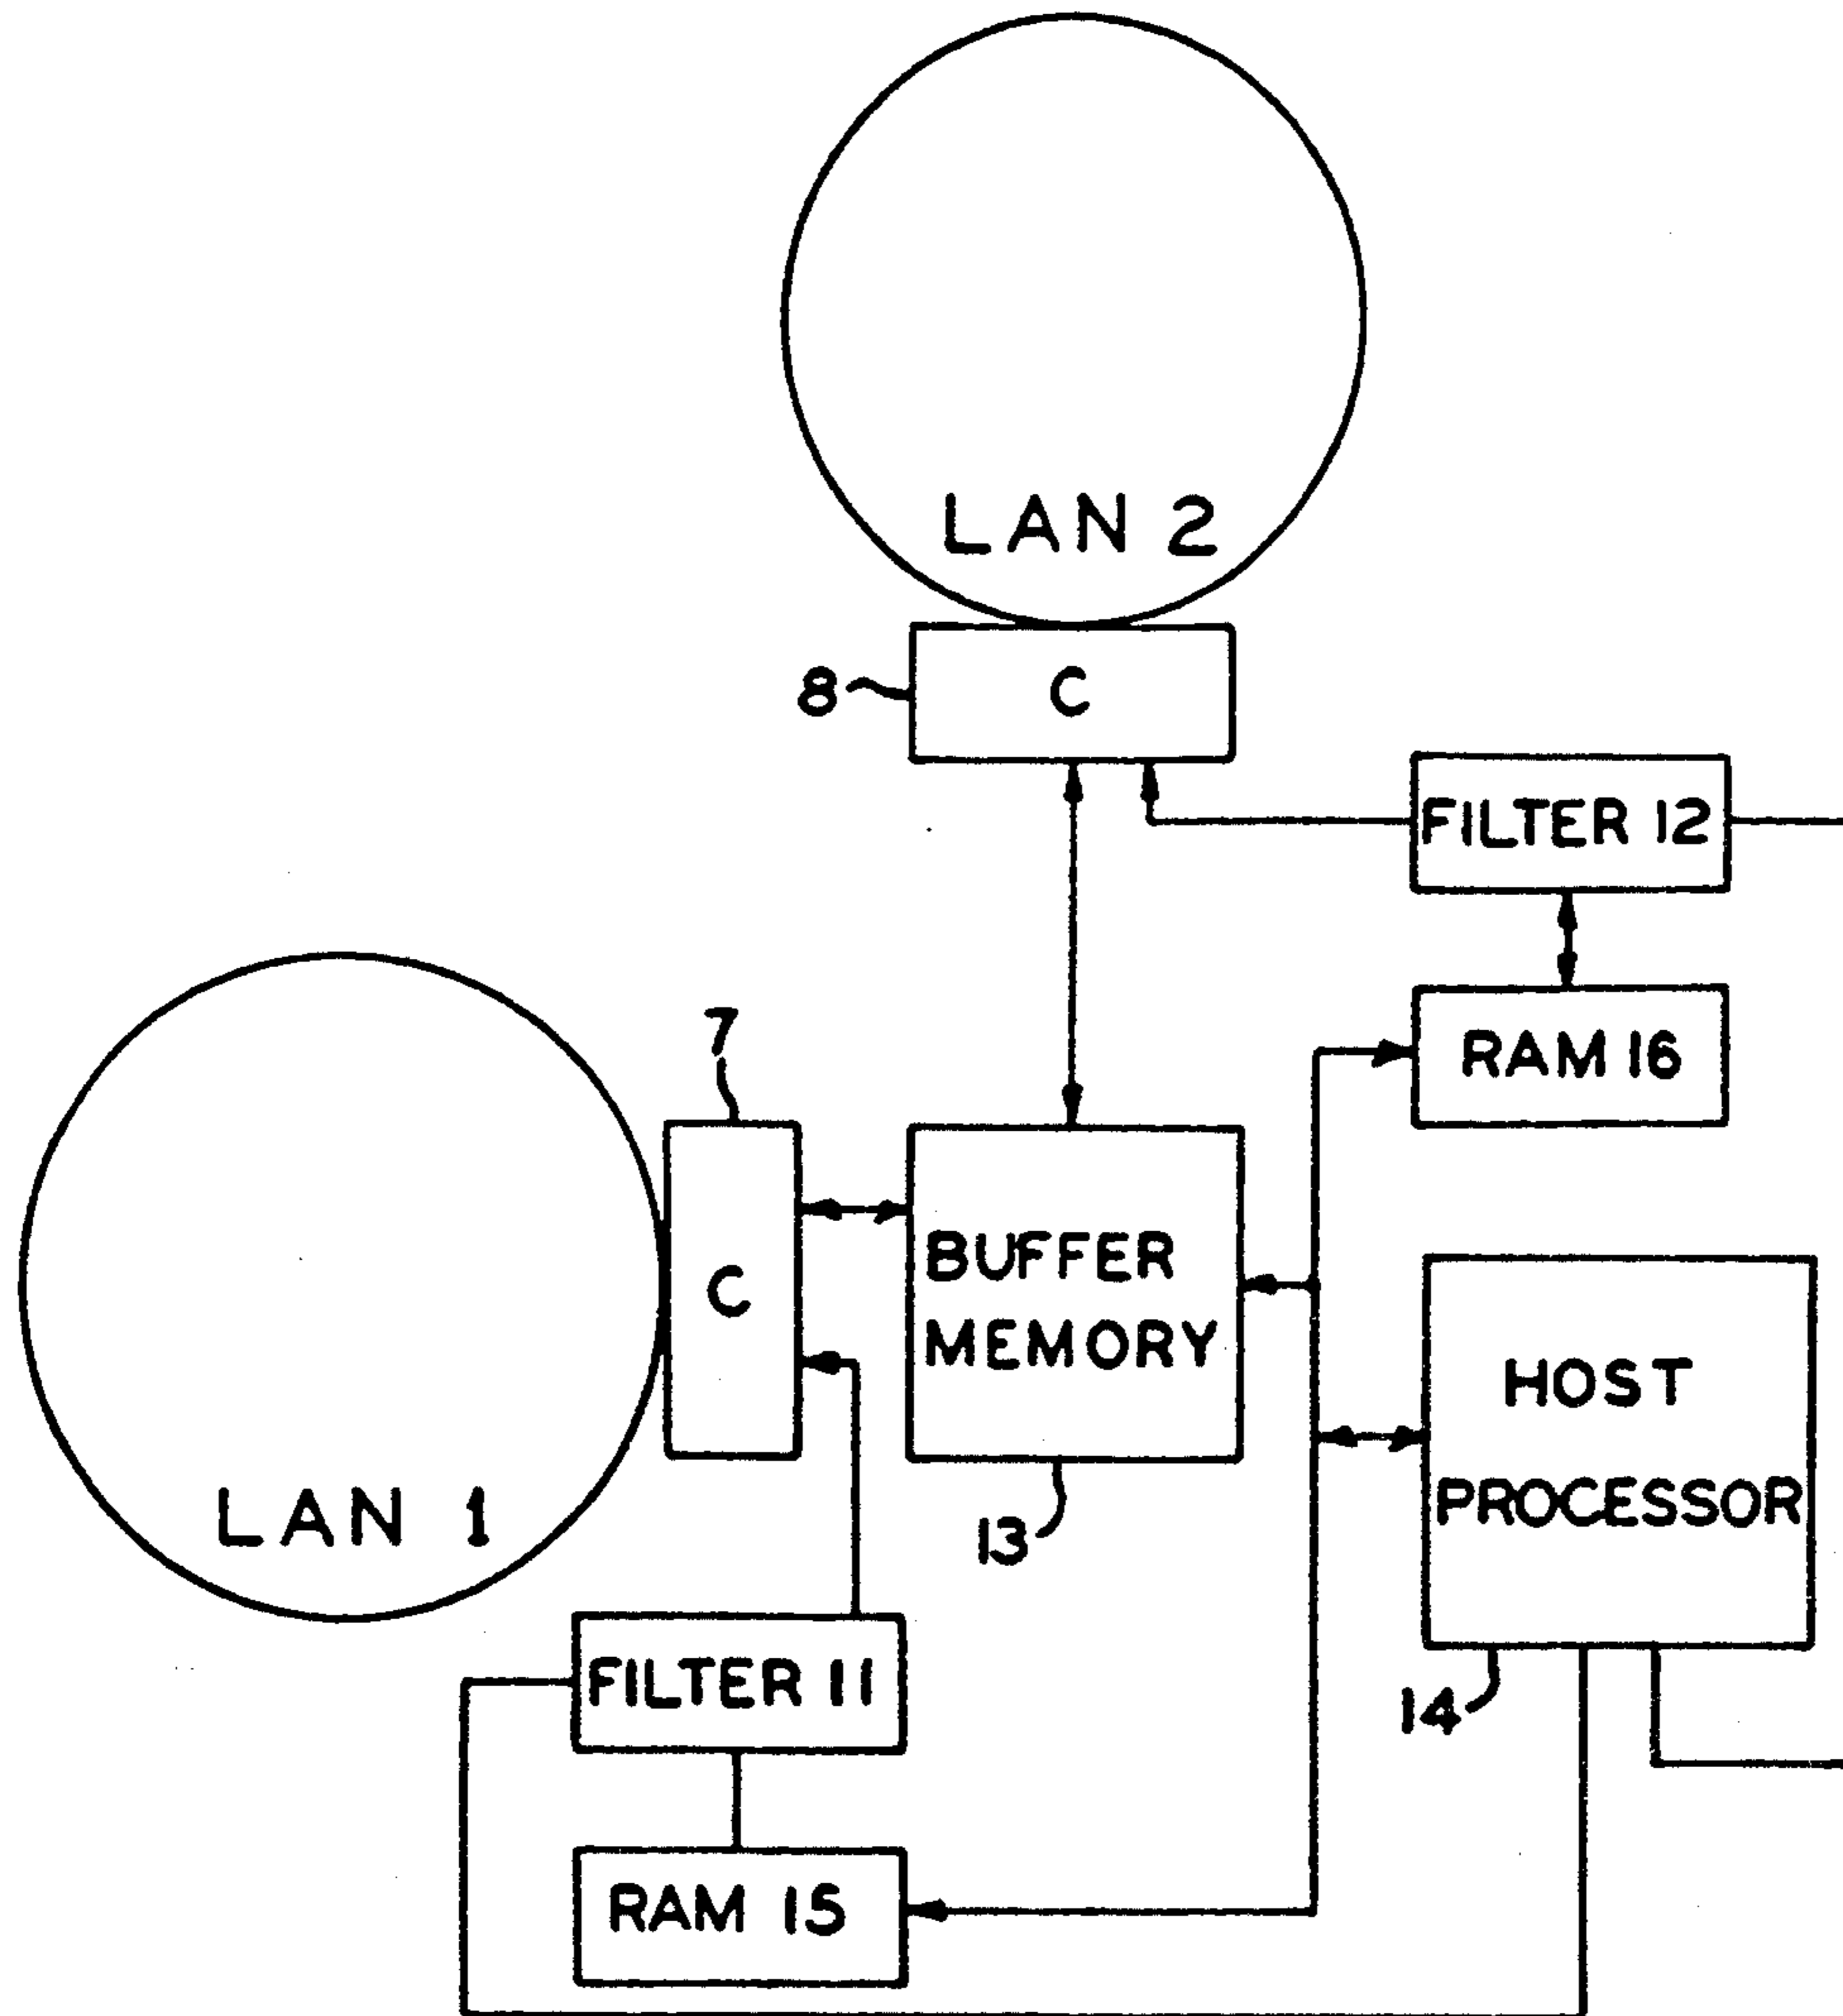 LAN 2
8
C
FILTER 12
RAM 16
7
C
BUFFER
MEMORY
HOST
PROCESSOR
LAN 1
13
FILTER 11
14
RAM 15